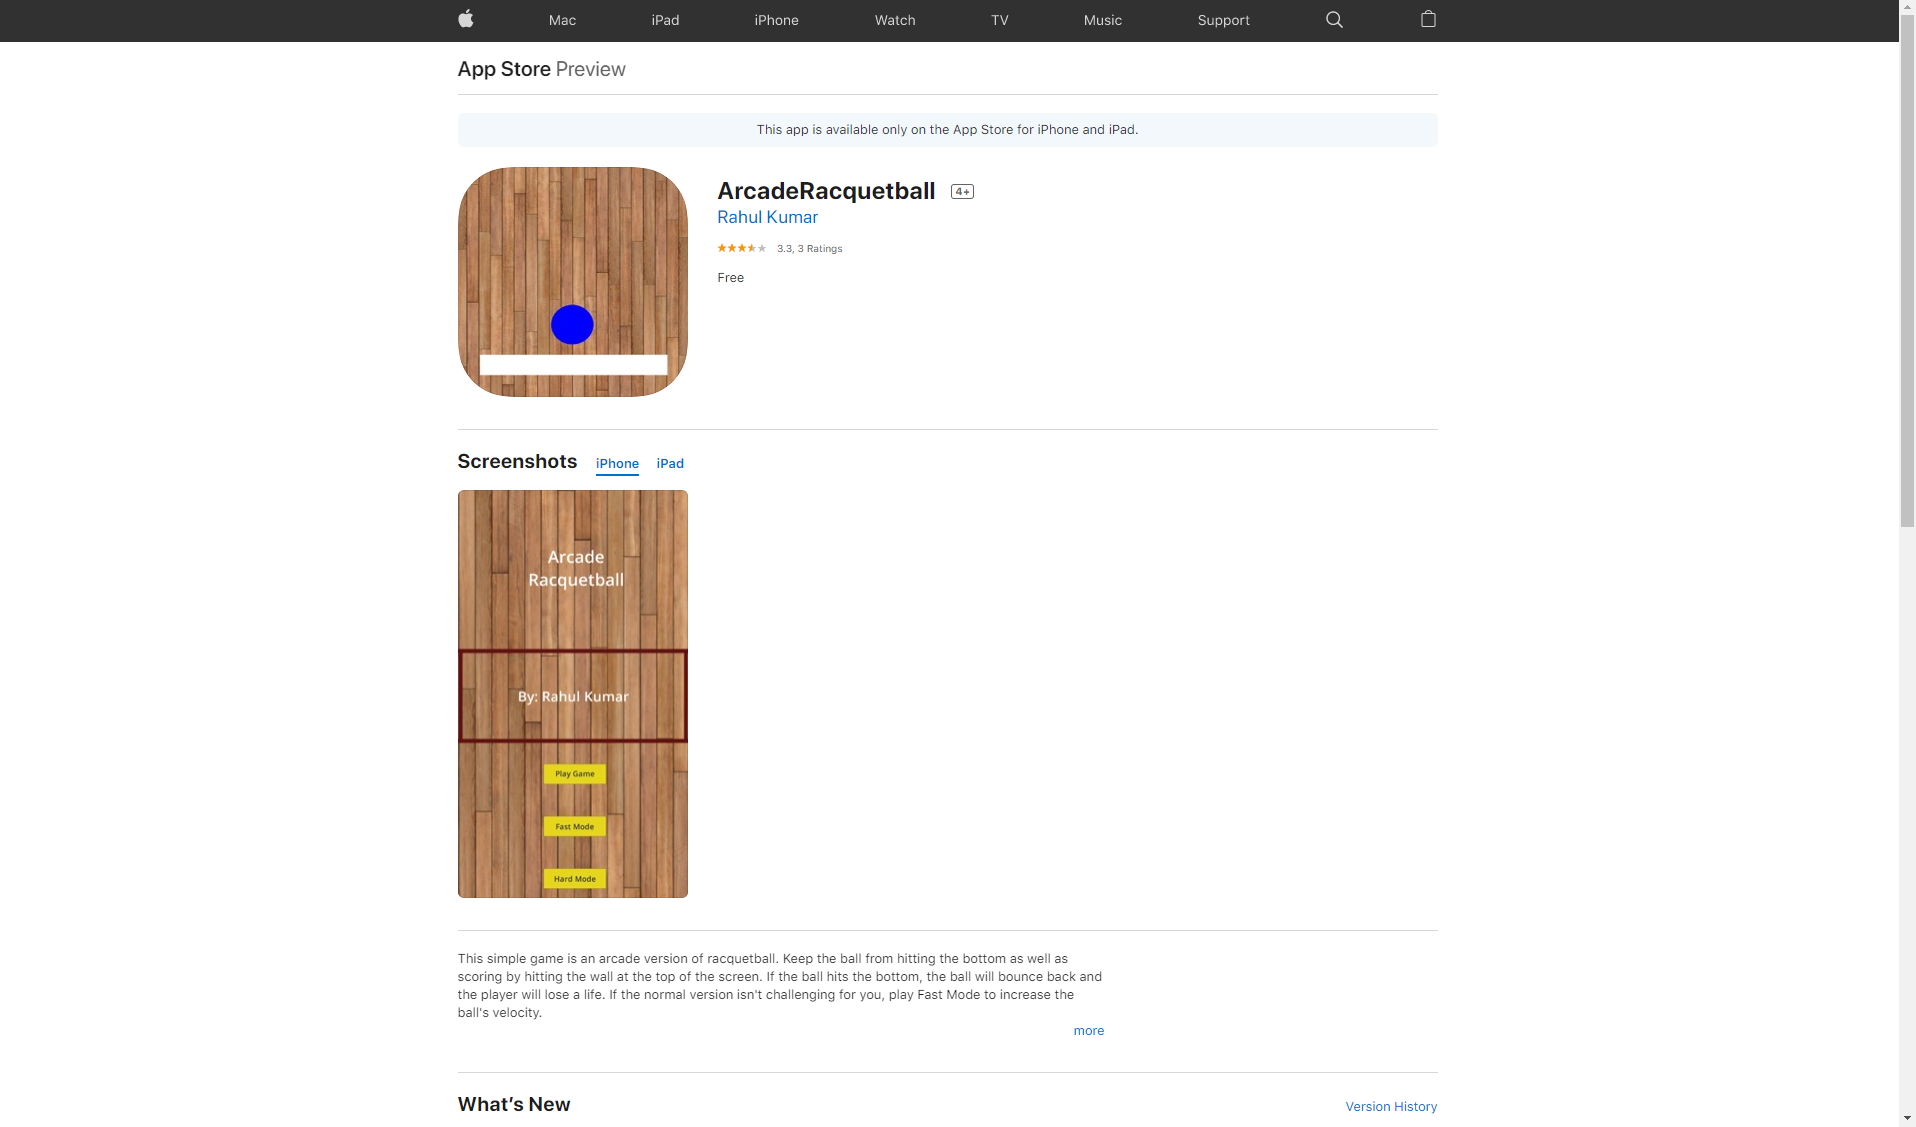 Mac iPad iPhone Watch TV Music Support
App Store Preview
This app is available only on the App Store for iPhone and iPad.
ArcadeRacquetball 4+
Rahul Kumar
3.3, 3 Ratings
Free
Screenshots iPhone iPad
Arcade
Racquetball
By: Rahul Kumar
Play Game
Fast Mode
Hard Mode
This simple game is an arcade version of racquetball. Keep the ball from hitting the bottom as well as
scoring by hitting the wall at the top of the screen. If the ball hits the bottom, the ball will bounce back and
the player will lose a life. If the normal version isn't challenging for you, play Fast Mode to increase the
ball's velocity.
more
What’s New Version History